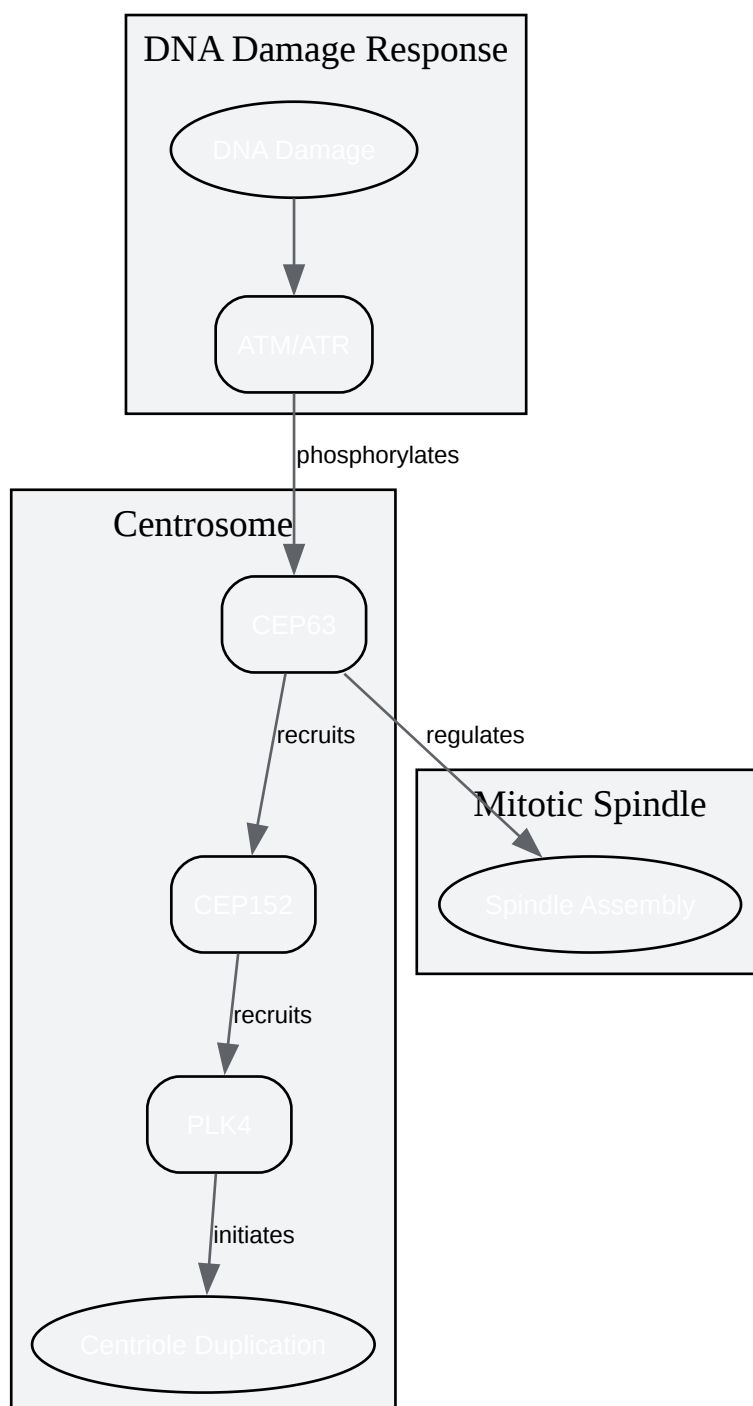 DNA Damage Response
DNA Damage
ATM/ATR
phosphorylates
Centrosome
CEP63
recruits
regulates
Mitotic Spindle
CEP152
Spindle Assembly
recruits
PLK4
initiates
Centriole Duplication